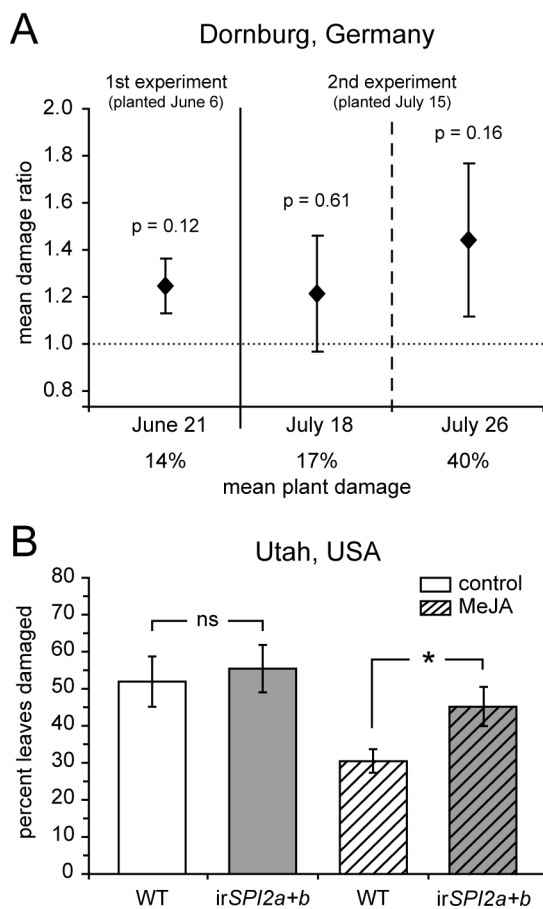 A
Dornburg, Germany
1st experiment
(planted June 6)
2nd experiment
(planted July 15)
mean damage ratio
2.0
1.8
1.6
1.4
1.2
1.0
0.8
p = 0.12
p = 0.61
p = 0.16
June 21 July 18 July 26
14% 17% 40%
mean plant damage
B
Utah, USA
percent leaves damaged
80
70
60
50
40
30
20
10
0
control
MeJA
ns
*
WT irSPI2a+b WT irSPI2a+b